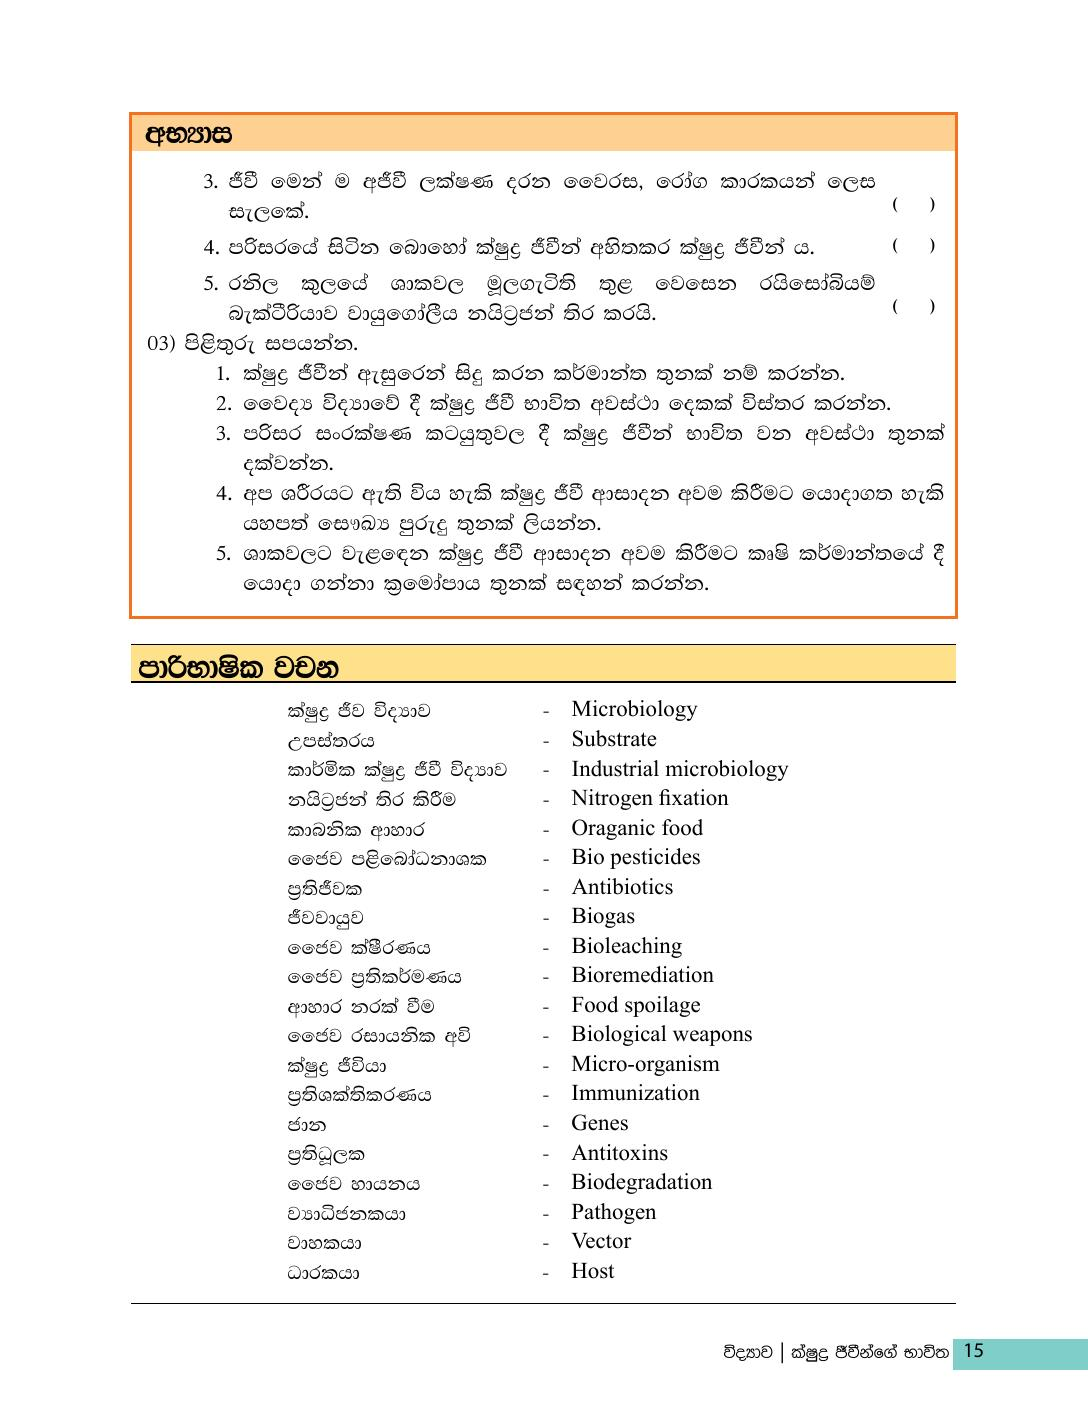 අභ්‍යාස
3. ජීවී මෙන් ම අජීවී ලක්ෂණ දරන වෛරස, රෝග කාරකයන් ලෙස
සැලකේ. ( )
4. පරිසරයේ සිටින බොහෝ ක්ෂුද්‍ර ජීවීන් අහිතකර ක්ෂුද්‍ර ජීවීන් ය. ( )
5. රනිල කුලයේ ශාකවල මූලගැටිති තුළ වෙසෙන රයිසෝබියම්
බැක්ටීරියාව වායුගෝලීය නයිට්‍රජන් තිර කරයි. ( )
03) පිළිතුරු සපයන්න.
1. ක්ෂුද්‍ර ජීවීන් ඇසුරෙන් සිදු කරන කර්මාන්ත තුනක් නම් කරන්න.
2. වෛද්‍ය විද්‍යාවේ දී ක්ෂුද්‍ර ජීවී භාවිත අවස්ථා දෙකක් විස්තර කරන්න.
3. පරිසර සංරක්ෂණ කටයුතුවල දී ක්ෂුද්‍ර ජීවීන් භාවිත වන අවස්ථා තුනක්
දක්වන්න.
4. අප ශරීරයට ඇති විය හැකි ක්ෂුද්‍ර ජීවී ආසාදන අවම කිරීමට යොදාගත හැකි
යහපත් සෞඛ්‍ය පුරුදු තුනක් ලියන්න.
5. ශාකවලට වැළඳෙන ක්ෂුද්‍ර ජීවී ආසාදන අවම කිරීමට කෘෂි කර්මාන්තයේ දී
යොදා ගන්නා ක්‍රමෝපාය තුනක් සඳහන් කරන්න.
පාරිභාෂික වචන
ක්ෂුද්‍ර ජීව විද්‍යාව - Microbiology
උපස්තරය - Substrate
කාර්මික ක්ෂුද්‍ර ජීවී විද්‍යාව - Industrial microbiology
නයිට්‍රජන් තිර කිරීම - Nitrogen fixation
කාබනික ආහාර - Oraganic food
ජෛව පළිබෝධනාශක - Bio pesticides
ප්‍රතිජීවක - Antibiotics
ජීවවායුව - Biogas
ජෛව ක්ෂීරණය - Bioleaching
ජෛව ප්‍රතිකර්මණය - Bioremediation
ආහාර නරක් වීම - Food spoilage
ජෛව රසායනික අවි - Biological weapons
ක්ෂුද්‍ර ජීවියා - Micro-organism
ප්‍රතිශක්තිකරණය - Immunization
ජාන - Genes
ප්‍රතිධූලක - Antitoxins
ජෛව හායනය - Biodegradation
ව්‍යාධිජනකයා - Pathogen
වාහකයා - Vector
ධාරකයා - Host
විද්‍යාව | ක්ෂුද්‍ර ජීවීන්ගේ භාවිත 15